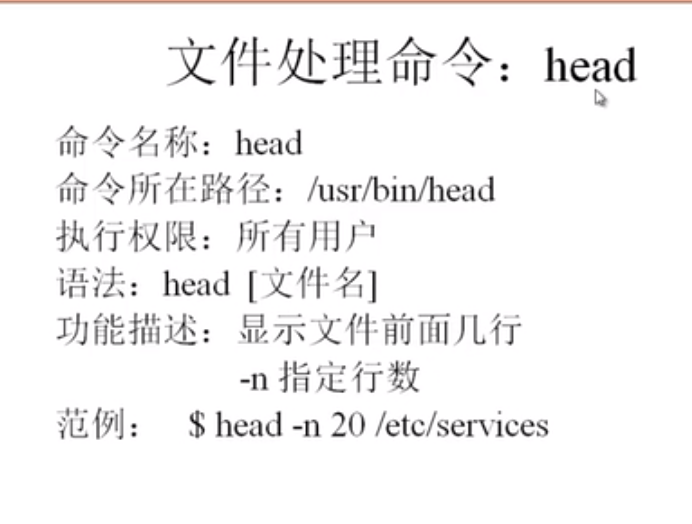 文件处理命令：head
命令名称：head
命令所在路径：/usr/bin/head
执行权限：所有用户
语法：head [文件名]
功能描述：显示文件前面几行
-n 指定行数
范例： $ head -n 20 /etc/services